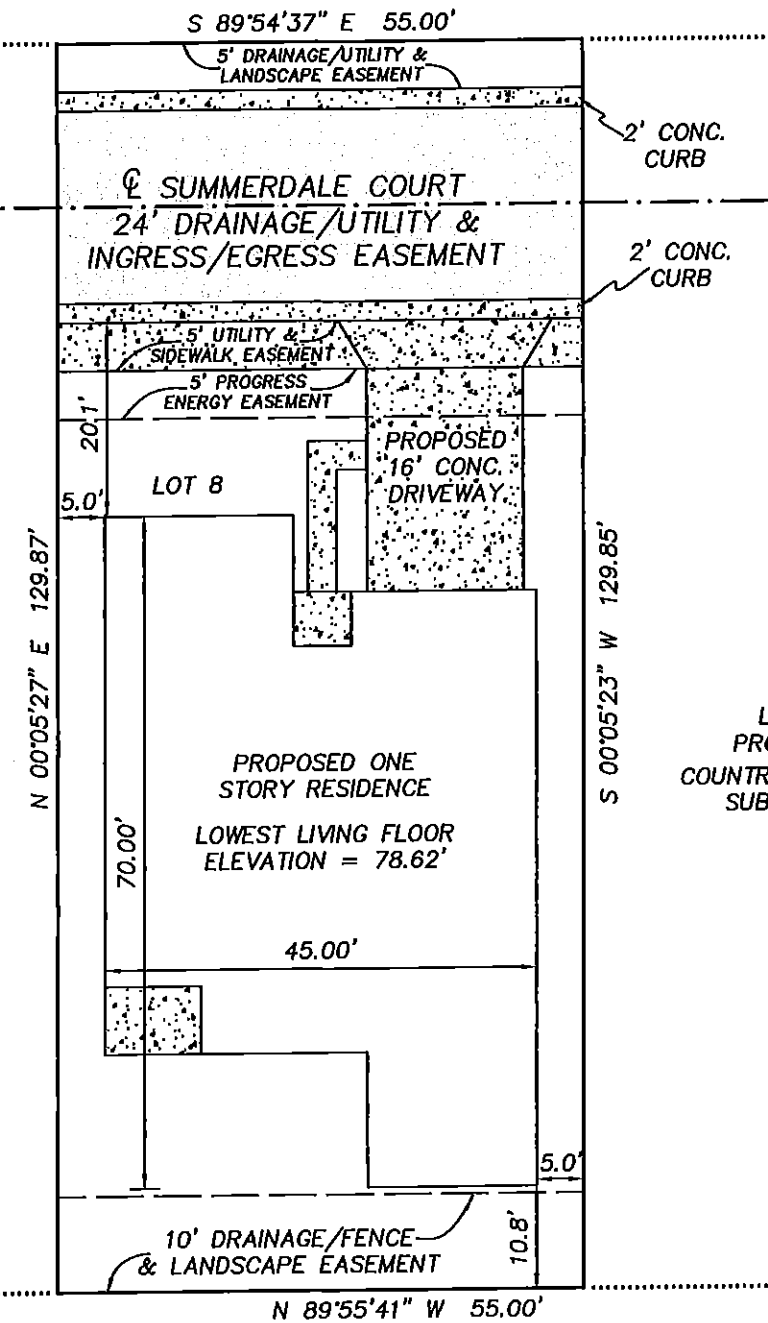 S 89°54'37" E 55.00'
5' DRAINAGE/UTILITY &
LANDSCAPE EASEMENT
2' CONC.
CURB
℄ SUMMERDALE COURT
24' DRAINAGE/UTILITY &
INGRESS/EGRESS EASEMENT
2' CONC.
CURB
5' UTILITY &
SIDEWALK EASEMENT
5' PROGRESS
ENERGY EASEMENT
20.1'
PROPOSED
16' CONC.
DRIVEWAY
LOT 8
5.0'
N 00°05'27" E 129.87'
S 00°05'23" W 129.85'
PROPOSED ONE
STORY RESIDENCE
LOWEST LIVING FLOOR
ELEVATION = 78.62'
L
PRO
COUNTR
SUB
70.00'
45.00'
5.0'
10.8'
10' DRAINAGE/FENCE
& LANDSCAPE EASEMENT
N 89°55'41" W 55.00'